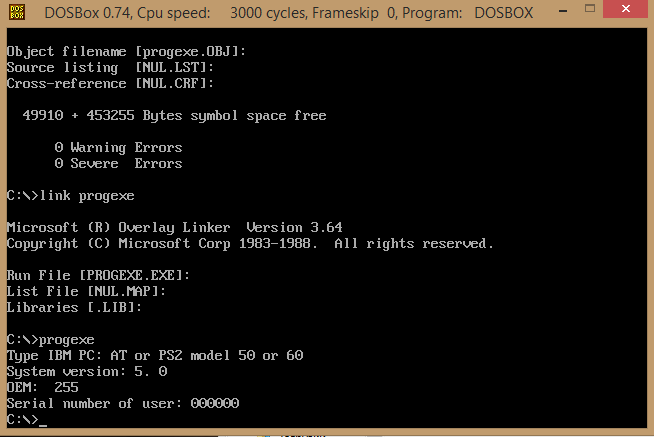 DOS
BOX
DOSBox 0.74, Cpu speed: 3000 cycles, Frameskip 0, Program: DOSBOX
Object filename [progexe.OBJ]:
Source listing [NUL.LST]:
Cross-reference [NUL.CRF]:
49910 + 453255 Bytes symbol space free
0 Warning Errors
0 Severe Errors
C:\>link progexe
Microsoft (R) Overlay Linker Version 3.64
Copyright (C) Microsoft Corp 1983-1988. All rights reserved.
Run File [PROGEXE.EXE]:
List File [NUL.MAP]:
Libraries [.LIB]:
C:\>progexe
Type IBM PC: AT or PS2 model 50 or 60
System version: 5. 0
OEM: 255
Serial number of user: 000000
C:\>_